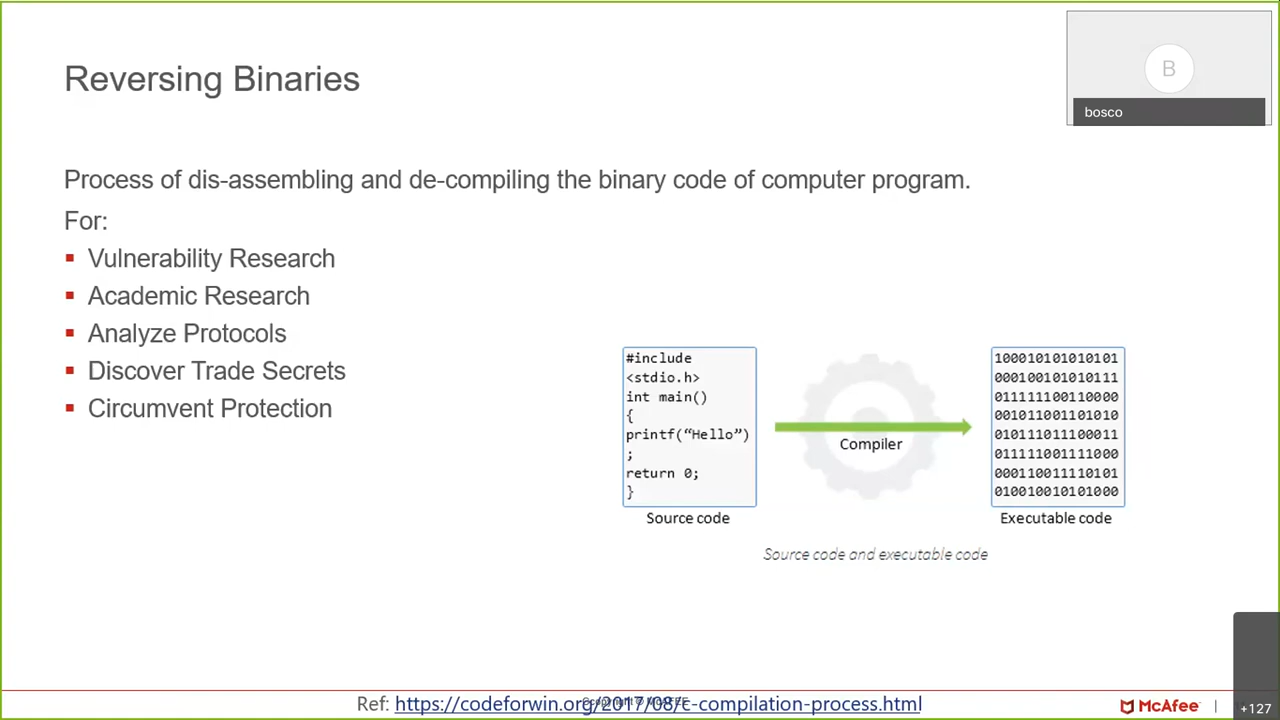 Reversing Binaries
B
bosco
Process of dis-assembling and de-compiling the binary code of computer program.
For:
Vulnerability Research
Academic Research
Analyze Protocols
Discover Trade Secrets
Circumvent Protection
#include
<stdio.h>
int main()
{
printf(“Hello”)
;
return 0;
}
Source code
Compiler
100010101010101
000100101010111
011111100110000
001011001101010
010111011100011
011111001111000
000110011110101
010010010101000
Executable code
Source code and executable code
Ref: https://codeforwin.org/2017/08/c-compilation-process.html
McAfee
+127